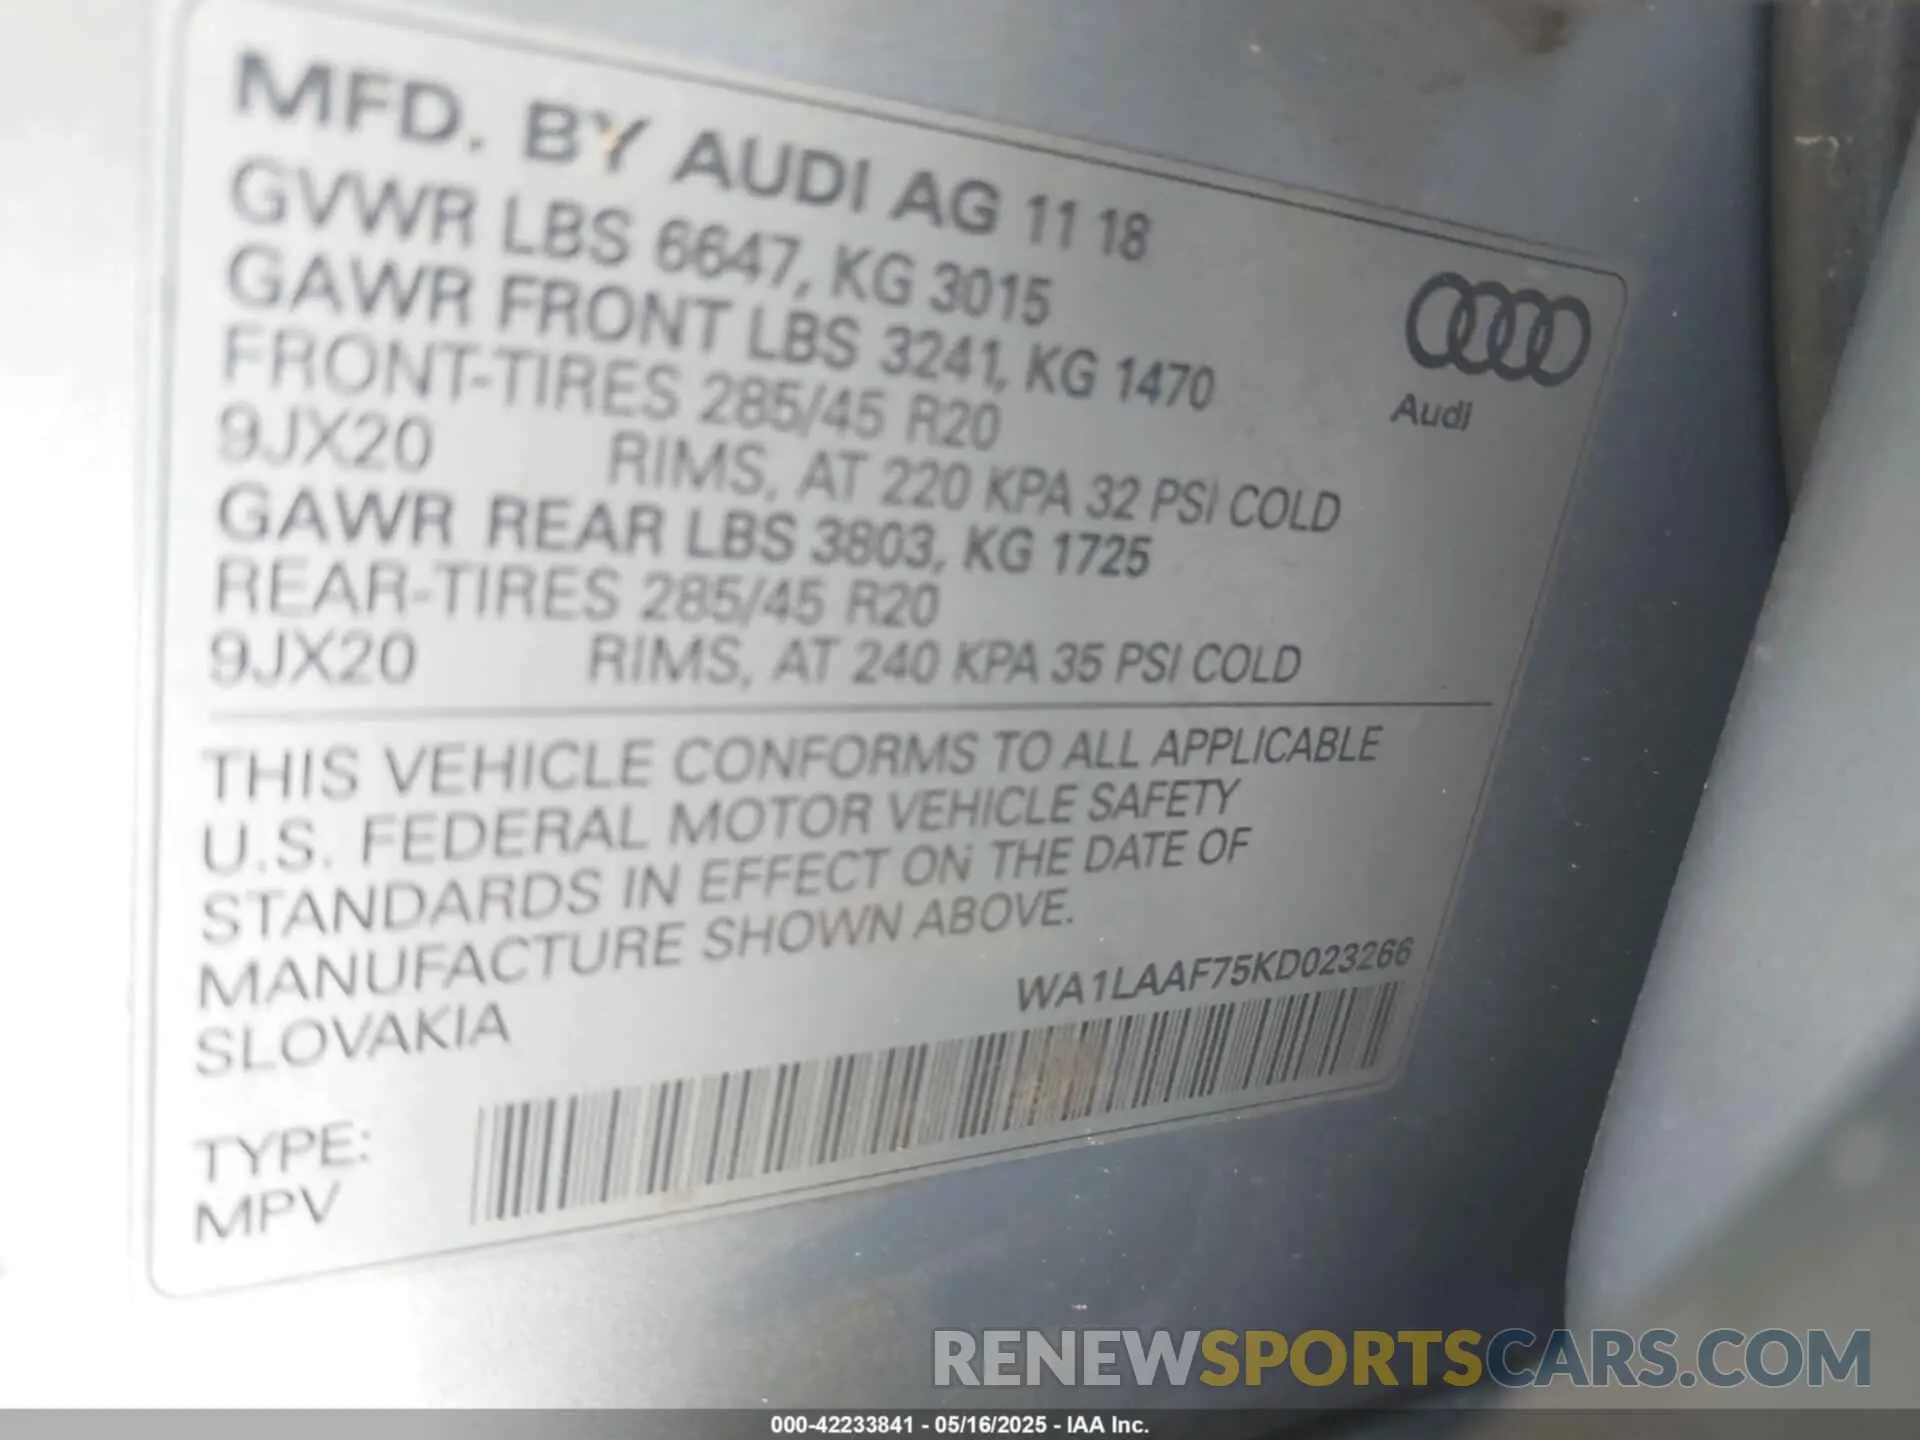 MFD. BY AUDI AG 11 18
GVWR LBS 6647, KG 3015
GAWR FRONT LBS 3241, KG 1470
FRONT-TIRES 285/45 R20
9JX20 RIMS, AT 220 KPA 32 PSI COLD
GAWR REAR LBS 3803, KG 1725
REAR-TIRES 285/45 R20
9JX20 RIMS, AT 240 KPA 35 PSI COLD
Audi
THIS VEHICLE CONFORMS TO ALL APPLICABLE
U.S. FEDERAL MOTOR VEHICLE SAFETY
STANDARDS IN EFFECT ON THE DATE OF
MANUFACTURE SHOWN ABOVE.
SLOVAKIA
WA1LAAF75KD023266
TYPE:
MPV
RENEWSPORTSCARS.COM
000-42233841 - 05/16/2025 - IAA Inc.